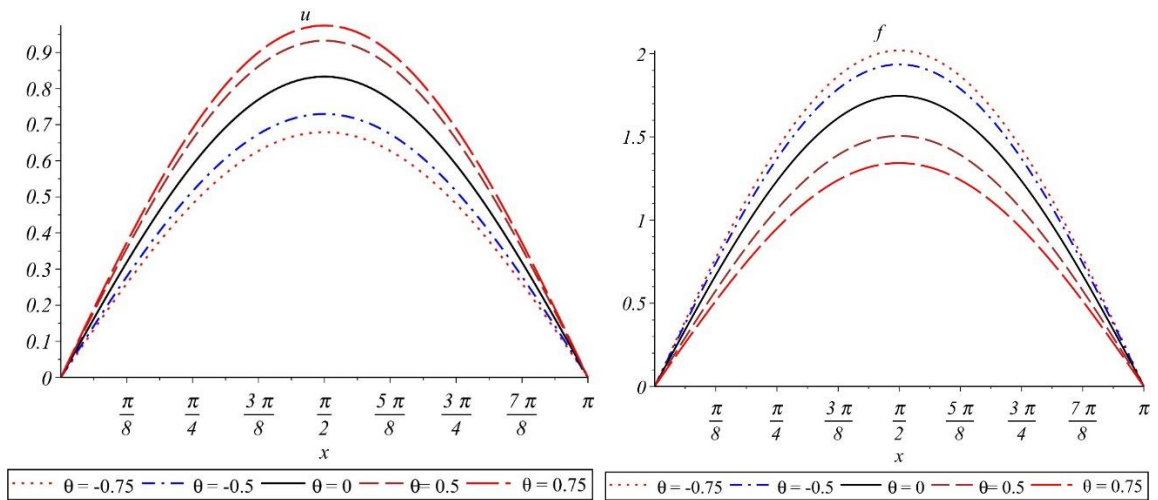 u
0.9
0.8
0.7
0.6
0.5
0.4
0.3
0.2
0.1
0
π/8 π/4 3π/8 π/2 5π/8 3π/4 7π/8 π
x
θ = -0.75 θ = -0.5 θ = 0 θ = 0.5 θ = 0.75
f
2
1.5
1
0.5
0
π/8 π/4 3π/8 π/2 5π/8 3π/4 7π/8 π
x
θ = -0.75 θ = -0.5 θ = 0 θ = 0.5 θ = 0.75